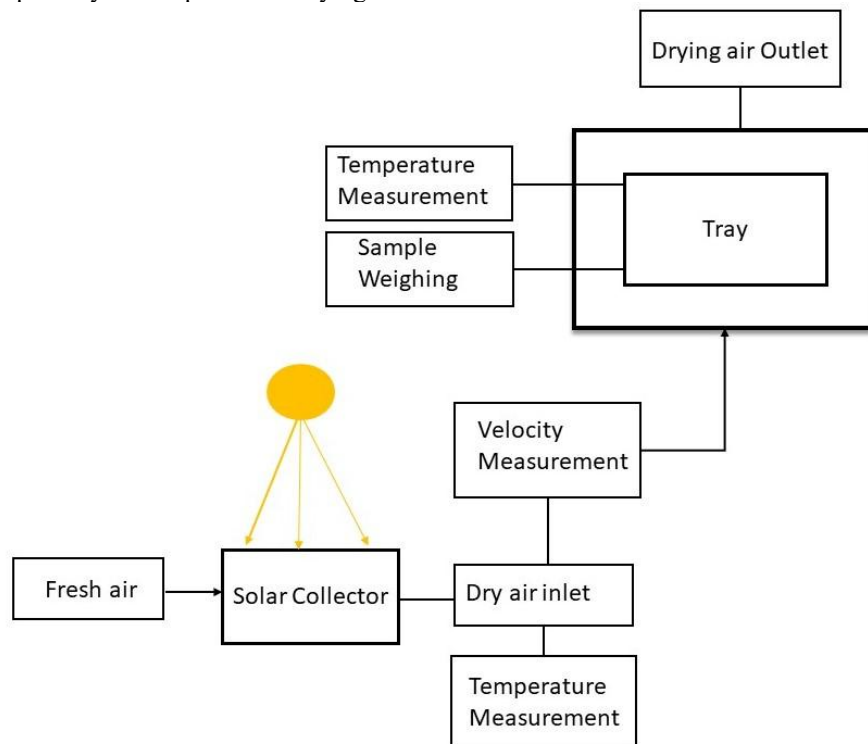 Drying air Outlet
Temperature
Measurement
Tray
Sample
Weighing
Velocity
Measurement
Fresh air
Solar Collector
Dry air inlet
Temperature
Measurement